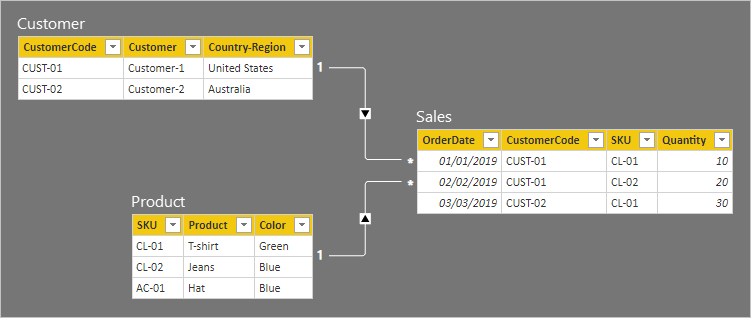 Customer
CustomerCode Customer Country-Region
CUST-01 Customer-1 United States
CUST-02 Customer-2 Australia
1
Sales
OrderDate CustomerCode SKU Quantity
* 01/01/2019 CUST-01 CL-01 10
* 02/02/2019 CUST-01 CL-02 20
03/03/2019 CUST-02 CL-01 30
Product
SKU Product Color
CL-01 T-shirt Green
CL-02 Jeans Blue
AC-01 Hat Blue
1